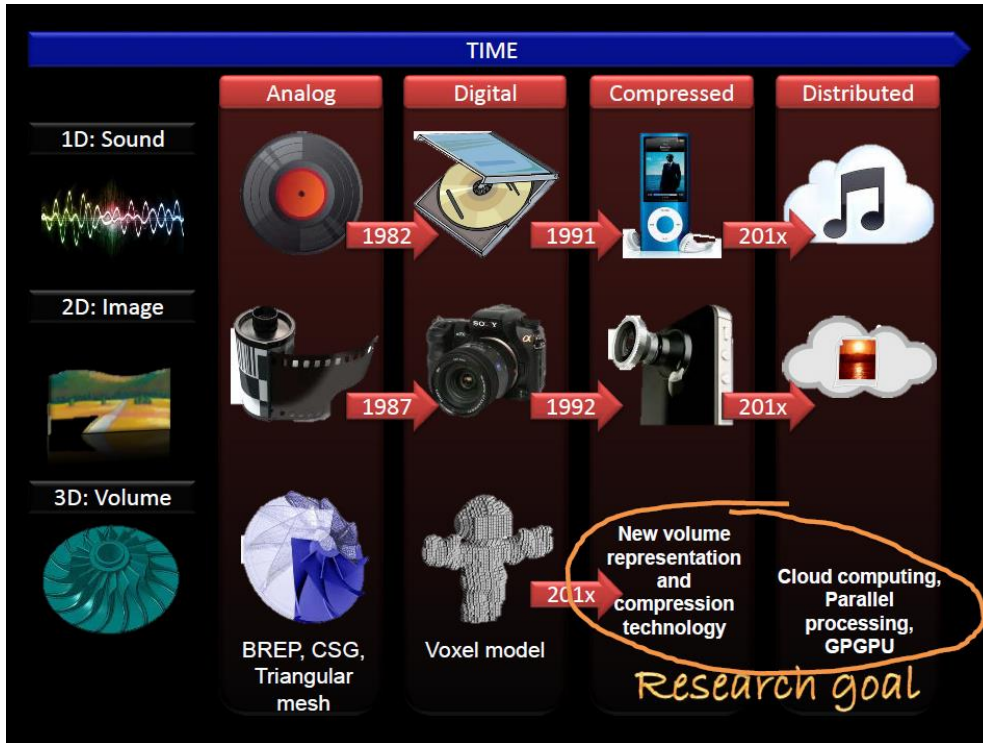 TIME
Analog
Digital
Compressed
Distributed
1D: Sound
1982
1991
201x
2D: Image
SONY
α
1987
1992
201x
3D: Volume
201x
BREP, CSG,
Triangular
mesh
Voxel model
New volume
representation
and
compression
technology
Cloud computing,
Parallel
processing,
GPGPU
Research goal